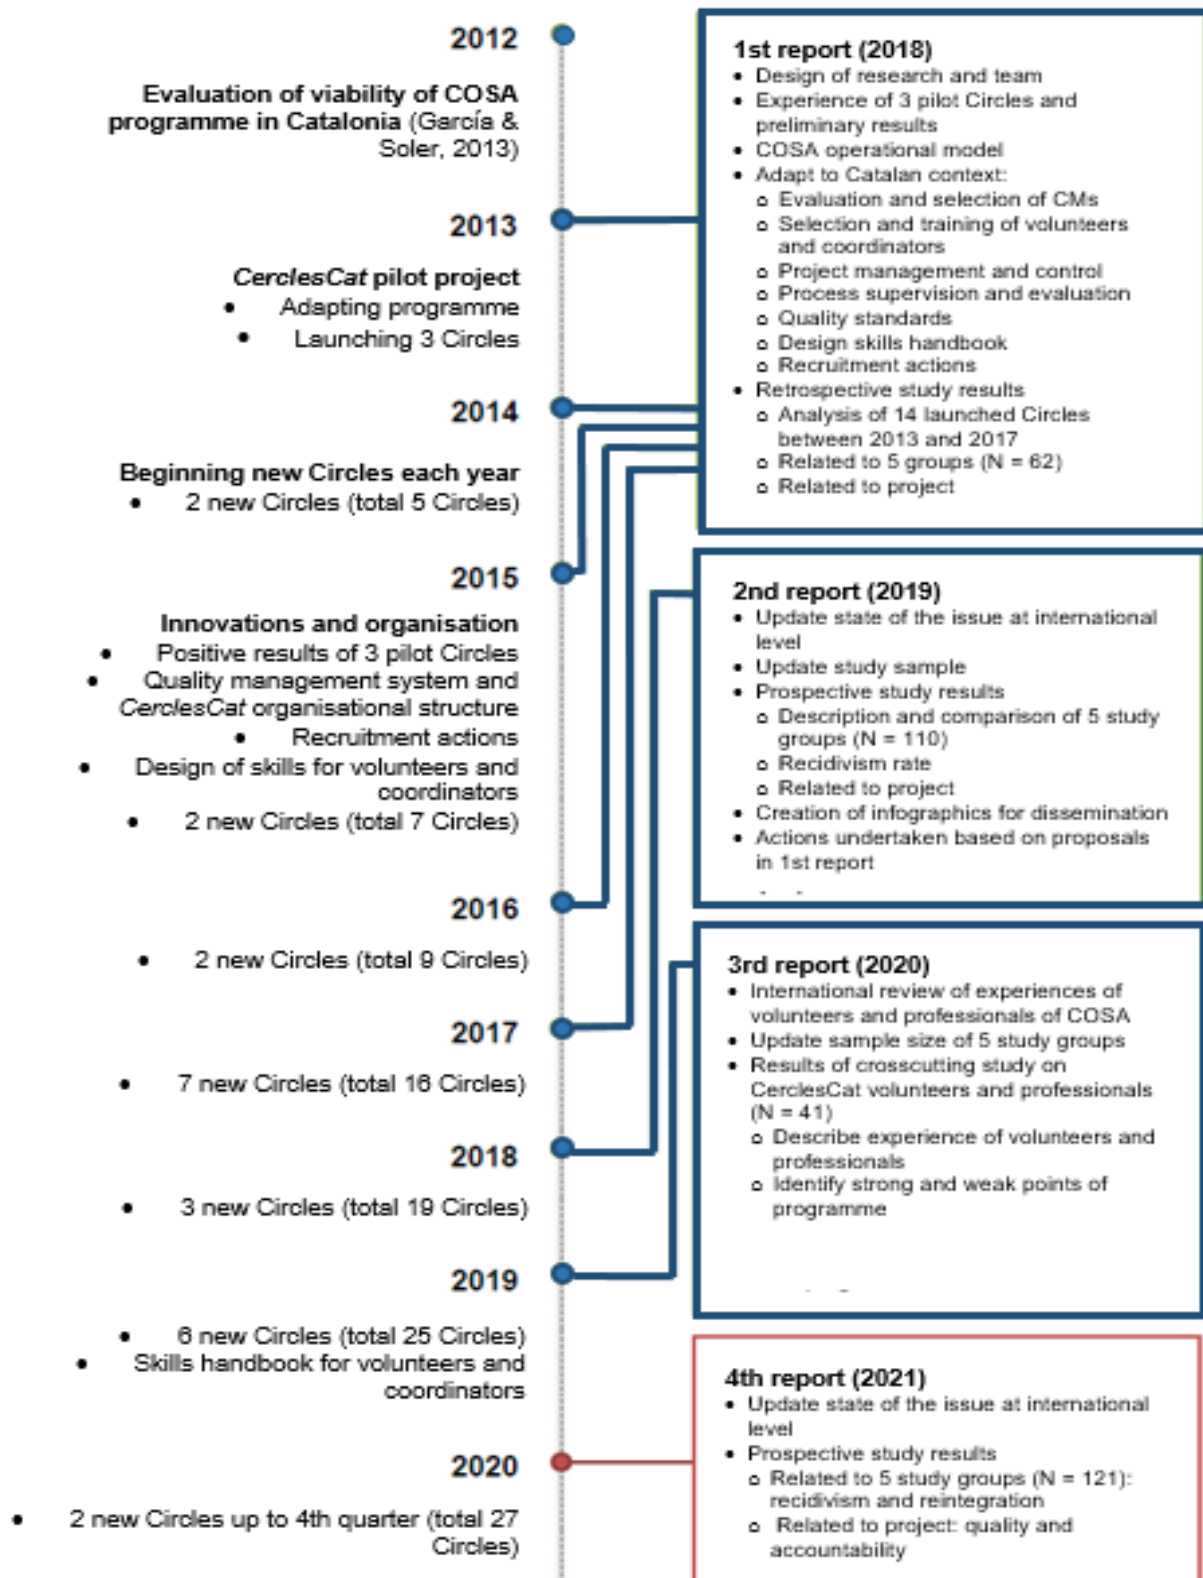 2012
Evaluation of viability of COSA
programme in Catalonia (García &
Soler, 2013)
2013
CerclesCat pilot project
• Adapting programme
• Launching 3 Circles
2014
Beginning new Circles each year
• 2 new Circles (total 5 Circles)
2015
Innovations and organisation
• Positive results of 3 pilot Circles
• Quality management system and
CerclesCat organisational structure
• Recruitment actions
• Design of skills for volunteers and
coordinators
• 2 new Circles (total 7 Circles)
2016
• 2 new Circles (total 9 Circles)
2017
• 7 new Circles (total 16 Circles)
2018
• 3 new Circles (total 19 Circles)
2019
• 6 new Circles (total 25 Circles)
• Skills handbook for volunteers and
coordinators
2020
• 2 new Circles up to 4th quarter (total 27
Circles)
1st report (2018)
• Design of research and team
• Experience of 3 pilot Circles and
preliminary results
• COSA operational model
• Adapt to Catalan context:
o Evaluation and selection of CMs
o Selection and training of volunteers
and coordinators
o Project management and control
o Process supervision and evaluation
o Quality standards
o Design skills handbook
o Recruitment actions
• Retrospective study results
o Analysis of 14 launched Circles
between 2013 and 2017
o Related to 5 groups (N = 62)
o Related to project
2nd report (2019)
• Update state of the issue at international
level
• Update study sample
• Prospective study results
o Description and comparison of 5 study
groups (N = 110)
o Recidivism rate
o Related to project
• Creation of infographics for dissemination
• Actions undertaken based on proposals
in 1st report
3rd report (2020)
• International review of experiences of
volunteers and professionals of COSA
• Update sample size of 5 study groups
• Results of crosscutting study on
CerclesCat volunteers and professionals
(N = 41)
o Describe experience of volunteers and
professionals
o Identify strong and weak points of
programme
4th report (2021)
• Update state of the issue at international
level
• Prospective study results
o Related to 5 study groups (N = 121):
recidivism and reintegration
o Related to project: quality and
accountability